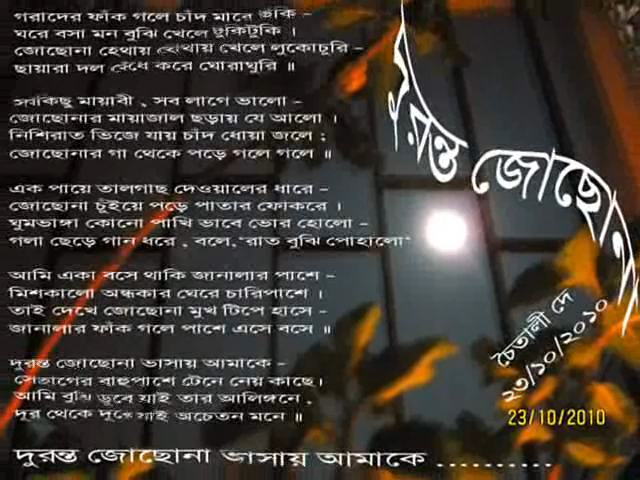 গরাদের ফাঁক গলে চাঁদ মারে উঁকি –
ঘরে বসা মন বুঝি খেলে টুকিটুকি ।
জোছোনা হেথায় হোথায় খেলে লুকোচুরি –
ছায়ারা দল বেঁধে করে ঘোরাঘুরি ॥
সবকিছু মায়াবী , সব লাগে ভালো –
জোছোনার মায়াজাল ছড়ায় যে আলো ।
নিশিরাত ভিজে যায় চাঁদ ধোয়া জলে ;
জোছোনার গা থেকে পড়ে গলে গলে ॥
এক পায়ে তালগাছ দেওয়ালের ধারে –
জোছোনা চুঁইয়ে পড়ে পাতার ফোকরে ।
ঘুমভাঙ্গা কোনো পাখি ভাবে ভোর হোলো –
গলা ছেড়ে গান ধরে , বলে,‘রাত বুঝি পোহালো’
আমি একা বসে থাকি জানালার পাশে –
মিশকালো অন্ধকার ঘেরে চারিপাশে ।
তাই দেখে জোছোনা মুখ টিপে হাসে –
জানালার ফাঁক গলে পাশে এসে বসে ॥
দুরন্ত জোছোনা ভাসায় আমাকে –
সোহাগের বাহুপাশে টেনে নেয় কাছে।
আমি বুঝি ডুবে যাই তার আলিঙ্গনে ,
দূর থেকে দূরে যাই অচেতন মনে ॥
দুরন্ত জোছোনা ভাসায় আমাকে ..........
দুরন্ত জোছোনা
চৈতালী দে
২৩/১০/২০১০
23/10/2010